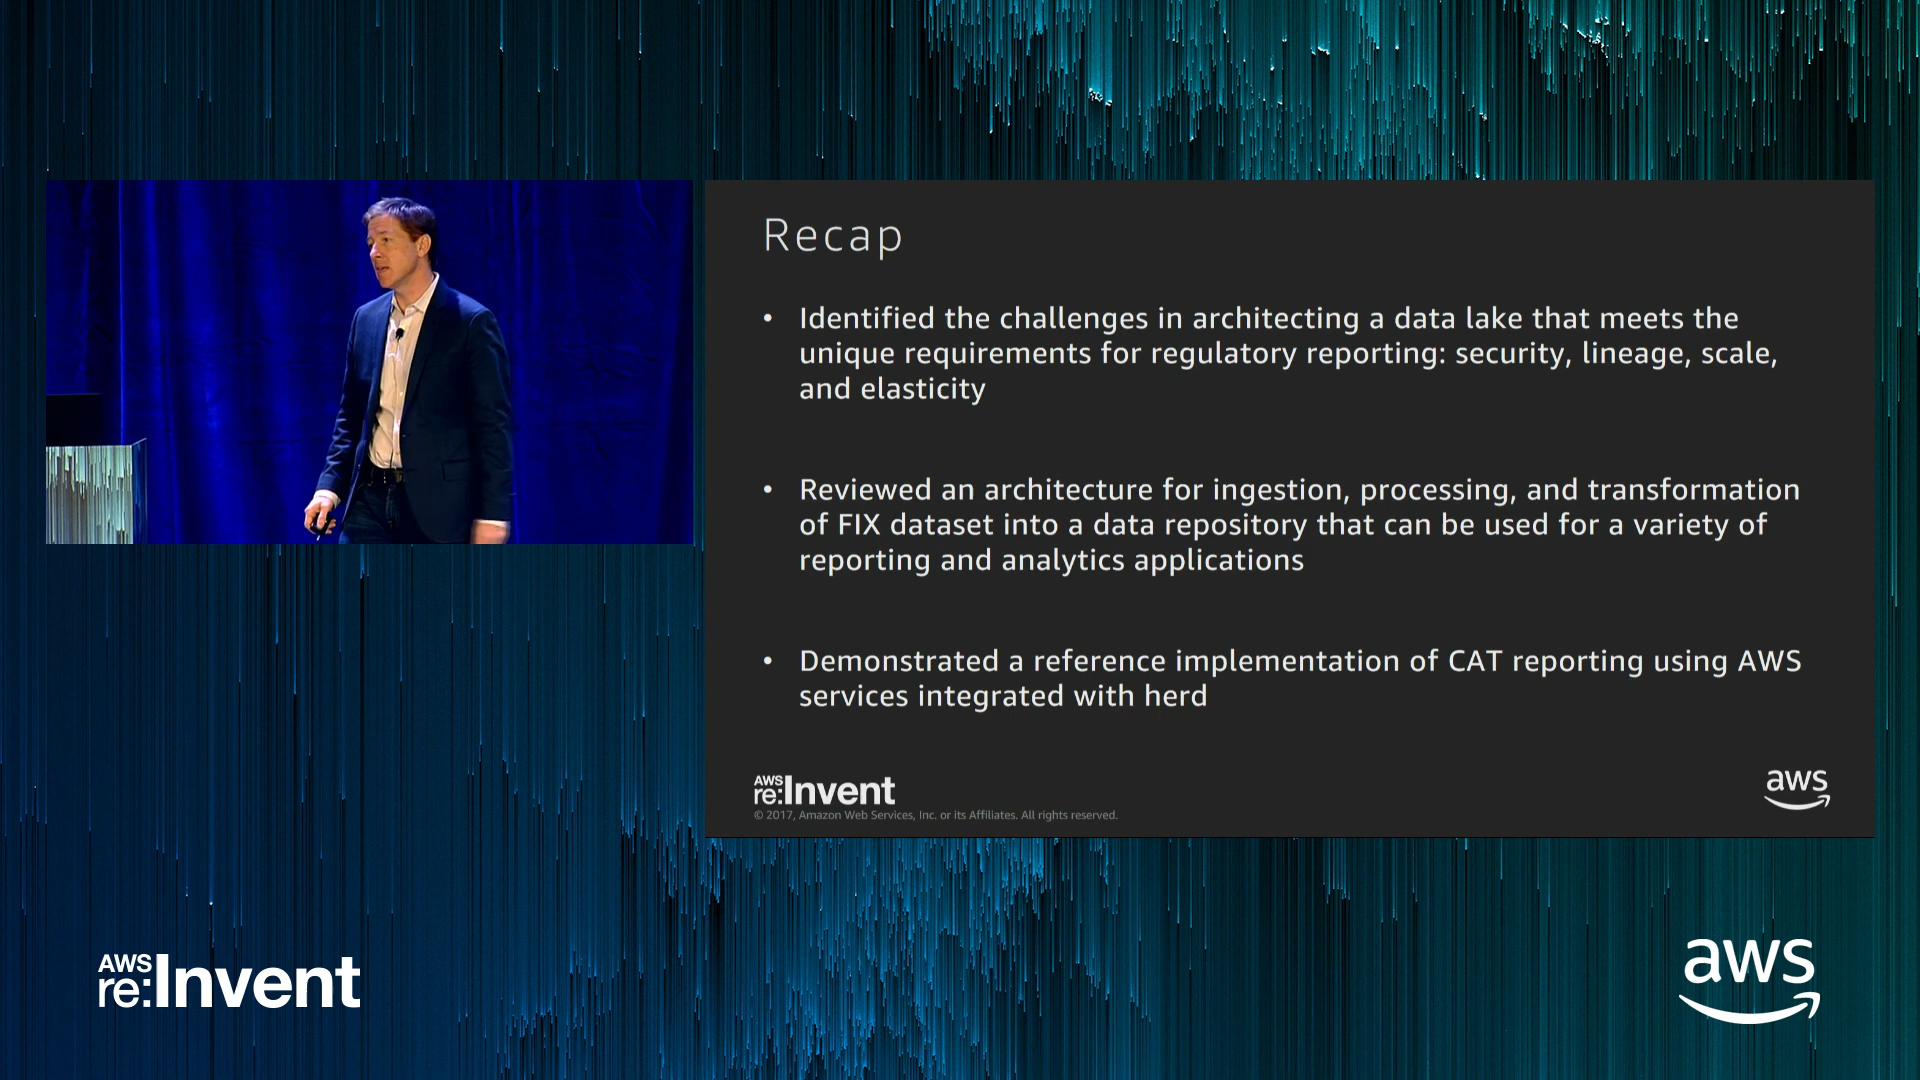 Recap
• Identified the challenges in architecting a data lake that meets the
unique requirements for regulatory reporting: security, lineage, scale,
and elasticity
• Reviewed an architecture for ingestion, processing, and transformation
of FIX dataset into a data repository that can be used for a variety of
reporting and analytics applications
• Demonstrated a reference implementation of CAT reporting using AWS
services integrated with herd
AWS
re:Invent
aws
© 2017, Amazon Web Services, Inc. or its Affiliates. All rights reserved.
AWS
re:Invent
aws